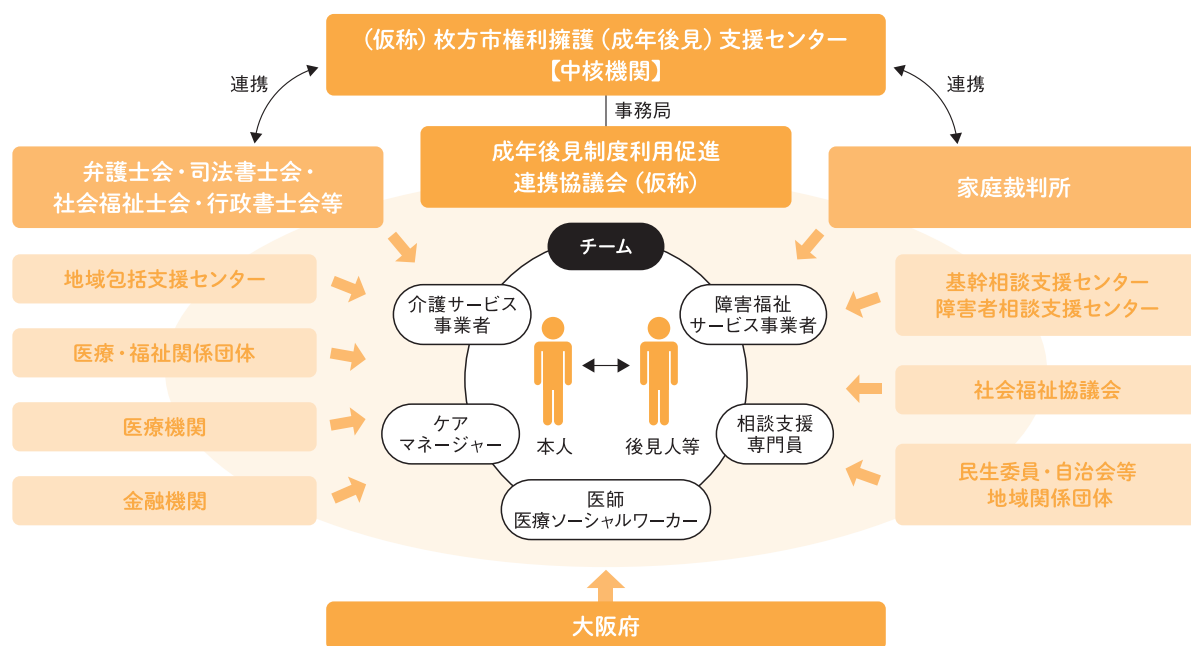 （仮称）枚方市権利擁護（成年後見）支援センター
【中核機関】
連携
連携
事務局
成年後見制度利用促進
連携協議会（仮称）
弁護士会・司法書士会・
社会福祉士会・行政書士会等
家庭裁判所
チーム
地域包括支援センター
医療・福祉関係団体
医療機関
金融機関
介護サービス
事業者
障害福祉
サービス事業者
ケア
マネージャー
本人
後見人等
相談支援
専門員
医師
医療ソーシャルワーカー
基幹相談支援センター
障害者相談支援センター
社会福祉協議会
民生委員・自治会等
地域関係団体
大阪府